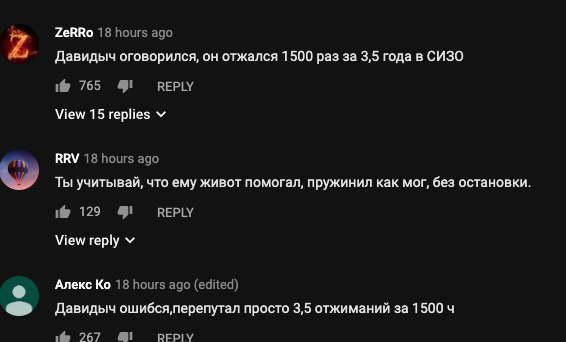 ZeRRo 18 hours ago
Давидыч оговорился, он отжался 1500 раз за 3,5 года в СИЗО
765 REPLY
View 15 replies
RRV 18 hours ago
Ты учитывай, что ему живот помогал, пружинил как мог, без остановки.
129 REPLY
View reply
Алекс Ко 18 hours ago (edited)
Давидыч ошибся,перепутал просто 3,5 отжиманий за 1500 ч
267 REPLY